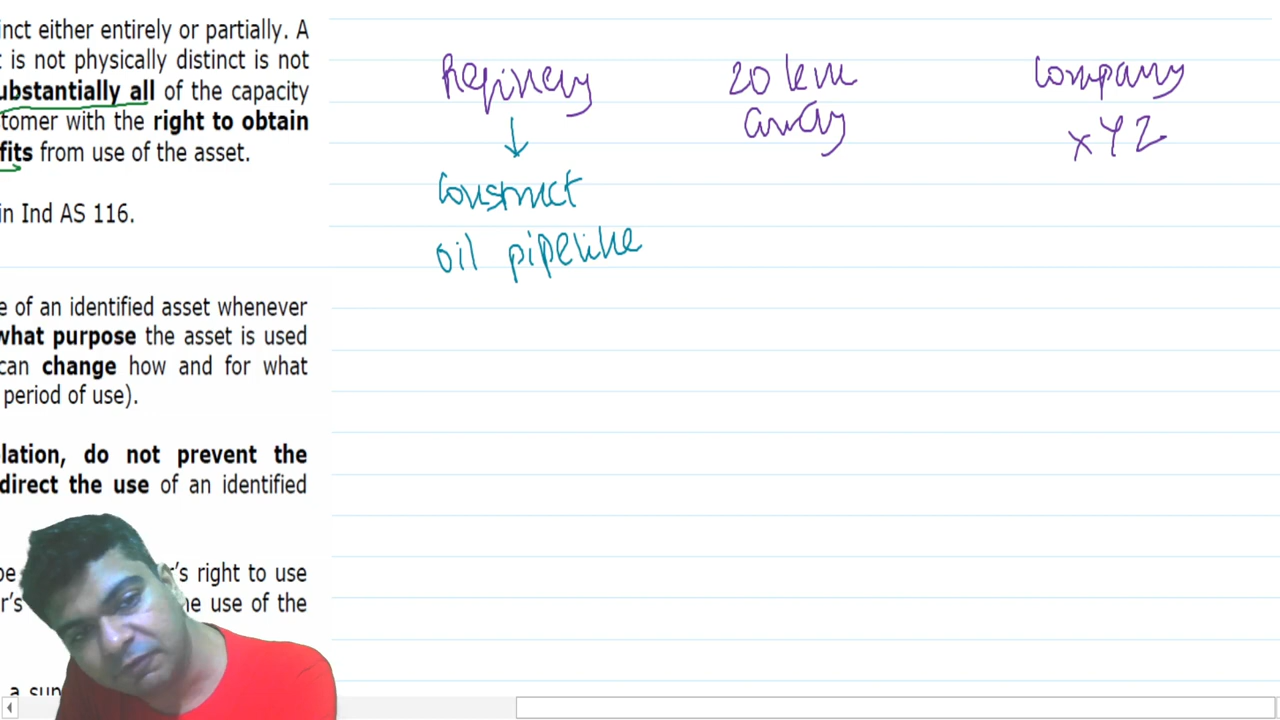 inct either entirely or partially. A
t is not physically distinct is not
ubstantially all of the capacity
tomer with the right to obtain
fits from use of the asset.
in Ind AS 116.
e of an identified asset whenever
what purpose the asset is used
can change how and for what
period of use).
lation, do not prevent the
direct the use of an identified
be 's right to use
r's he use of the
a sup
Refinery 20 km Company
away XYZ
Construct
oil pipeline